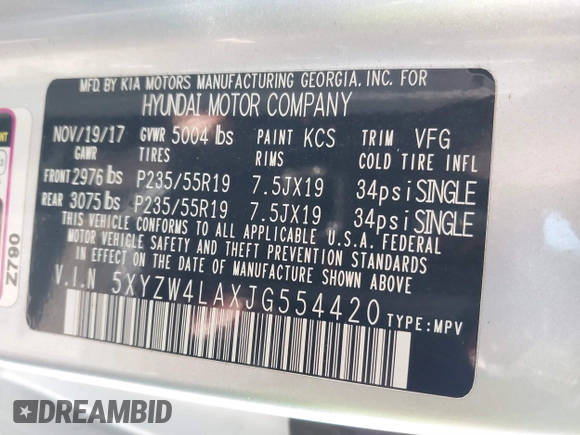 MFD. BY KIA MOTORS MANUFACTURING GEORGIA, INC. FOR
HYUNDAI MOTOR COMPANY
NOV/19/17 GVWR 5004 lbs PAINT KCS TRIM VFG
GAWR TIRES RIMS COLD TIRE INFL
FRONT 2976 lbs P235/55R19 7.5JX19 34psi SINGLE
REAR 3075 lbs P235/55R19 7.5JX19 34psi SINGLE
THIS VEHICLE CONFORMS TO ALL APPLICABLE U.S.A. FEDERAL
MOTOR VEHICLE SAFETY AND THEFT PREVENTION STANDARDS
IN EFFECT ON THE DATE OF MANUFACTURE SHOWN ABOVE.
V.I.N 5XYZW4LAXJG554420 TYPE:MPV
Z790
DREAMBID